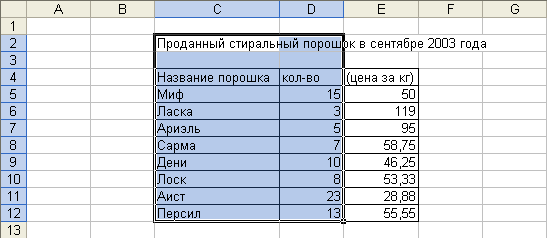 A B C D E F G
1
2 Проданный стиральный порошок в сентябре 2003 года
3
4 Название порошка кол-во (цена за кг)
5 Миф 15 50
6 Ласка 3 119
7 Ариэль 5 95
8 Сарма 7 58,75
9 Дени 10 46,25
10 Лоск 8 53,33
11 Аист 23 28,88
12 Персил 13 55,55
13